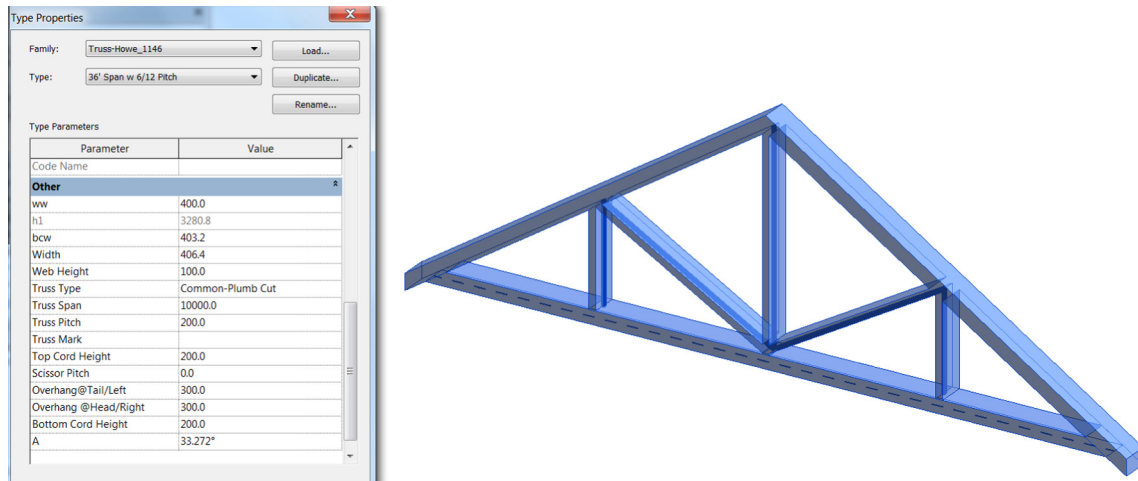 Type Properties
Family: Truss-Howe_1146 Load...
Type: 36' Span w 6/12 Pitch Duplicate...
Rename...
Type Parameters
Parameter Value
Code Name
Other
ww 400.0
h1 3280.8
bcw 403.2
Width 406.4
Web Height 100.0
Truss Type Common-Plumb Cut
Truss Span 10000.0
Truss Pitch 200.0
Truss Mark
Top Cord Height 200.0
Scissor Pitch 0.0
Overhang@Tail/Left 300.0
Overhang @Head/Right 300.0
Bottom Cord Height 200.0
A 33.272°